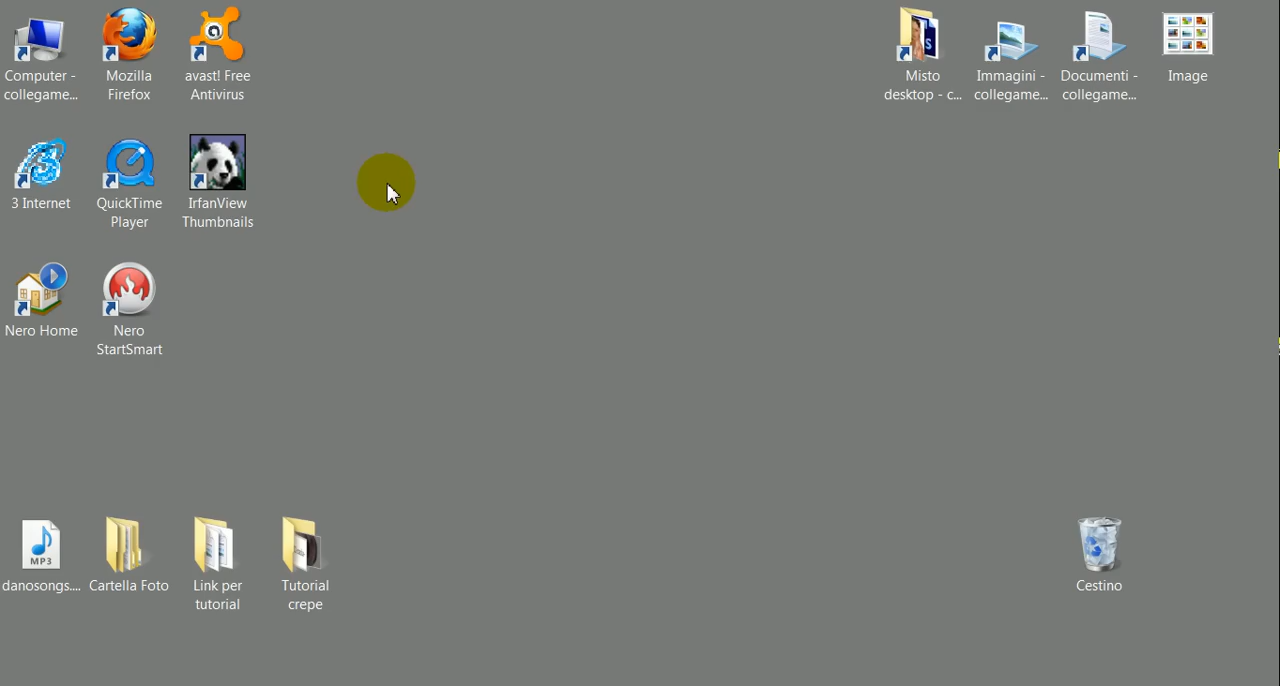 Computer -
collegame...
Mozilla
Firefox
avast! Free
Antivirus
Misto
desktop - c...
Immagini -
collegame...
Documenti -
collegame...
Image
3 Internet
QuickTime
Player
IrfanView
Thumbnails
Nero Home
Nero
StartSmart
MP3
danosongs....
Cartella Foto
Link per
tutorial
Tutorial
crepe
Cestino